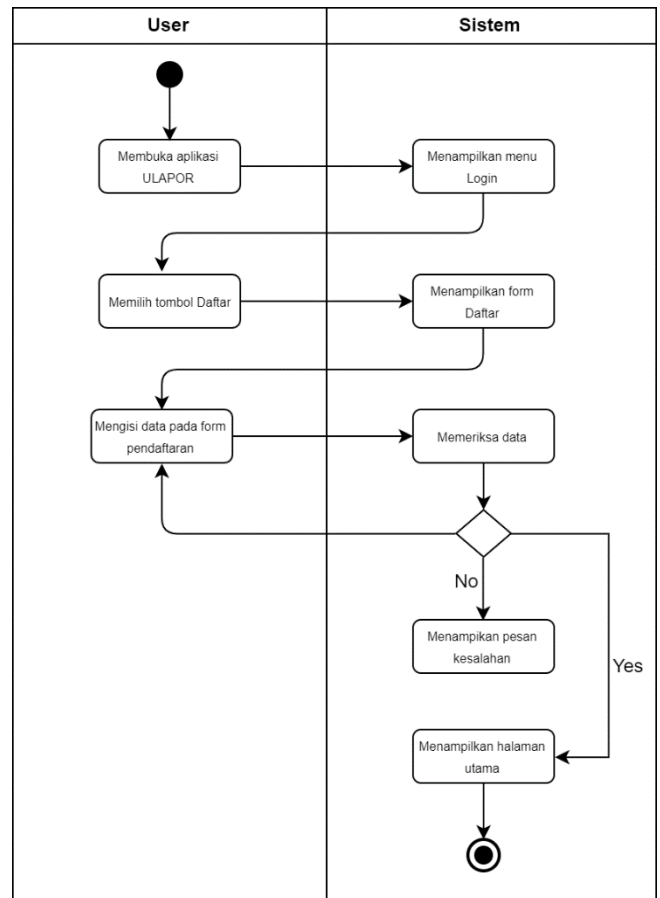 User
Sistem
Membuka aplikasi
ULAPOR
Menampilkan menu
Login
Memilih tombol Daftar
Menampilkan form
Daftar
Mengisi data pada form
pendaftaran
Memeriksa data
No
Menampikan pesan
kesalahan
Yes
Menampilkan halaman
utama